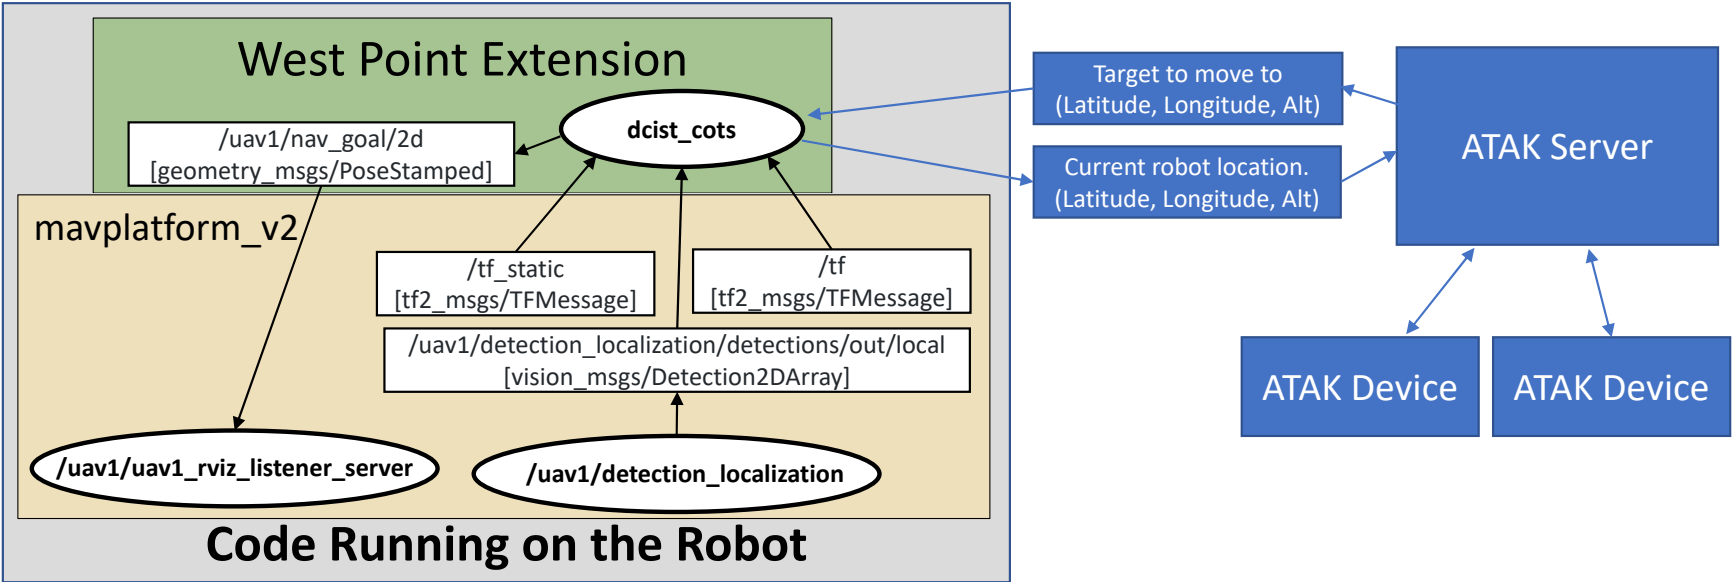 West Point Extension
dcist_cots
/uav1/nav_goal/2d
[geometry_msgs/PoseStamped]
mavplatform_v2
/tf_static
[tf2_msgs/TFMessage]
/tf
[tf2_msgs/TFMessage]
/uav1/detection_localization/detections/out/local
[vision_msgs/Detection2DArray]
/uav1/uav1_rviz_listener_server
/uav1/detection_localization
Code Running on the Robot
Target to move to
(Latitude, Longitude, Alt)
Current robot location.
(Latitude, Longitude, Alt)
ATAK Server
ATAK Device
ATAK Device